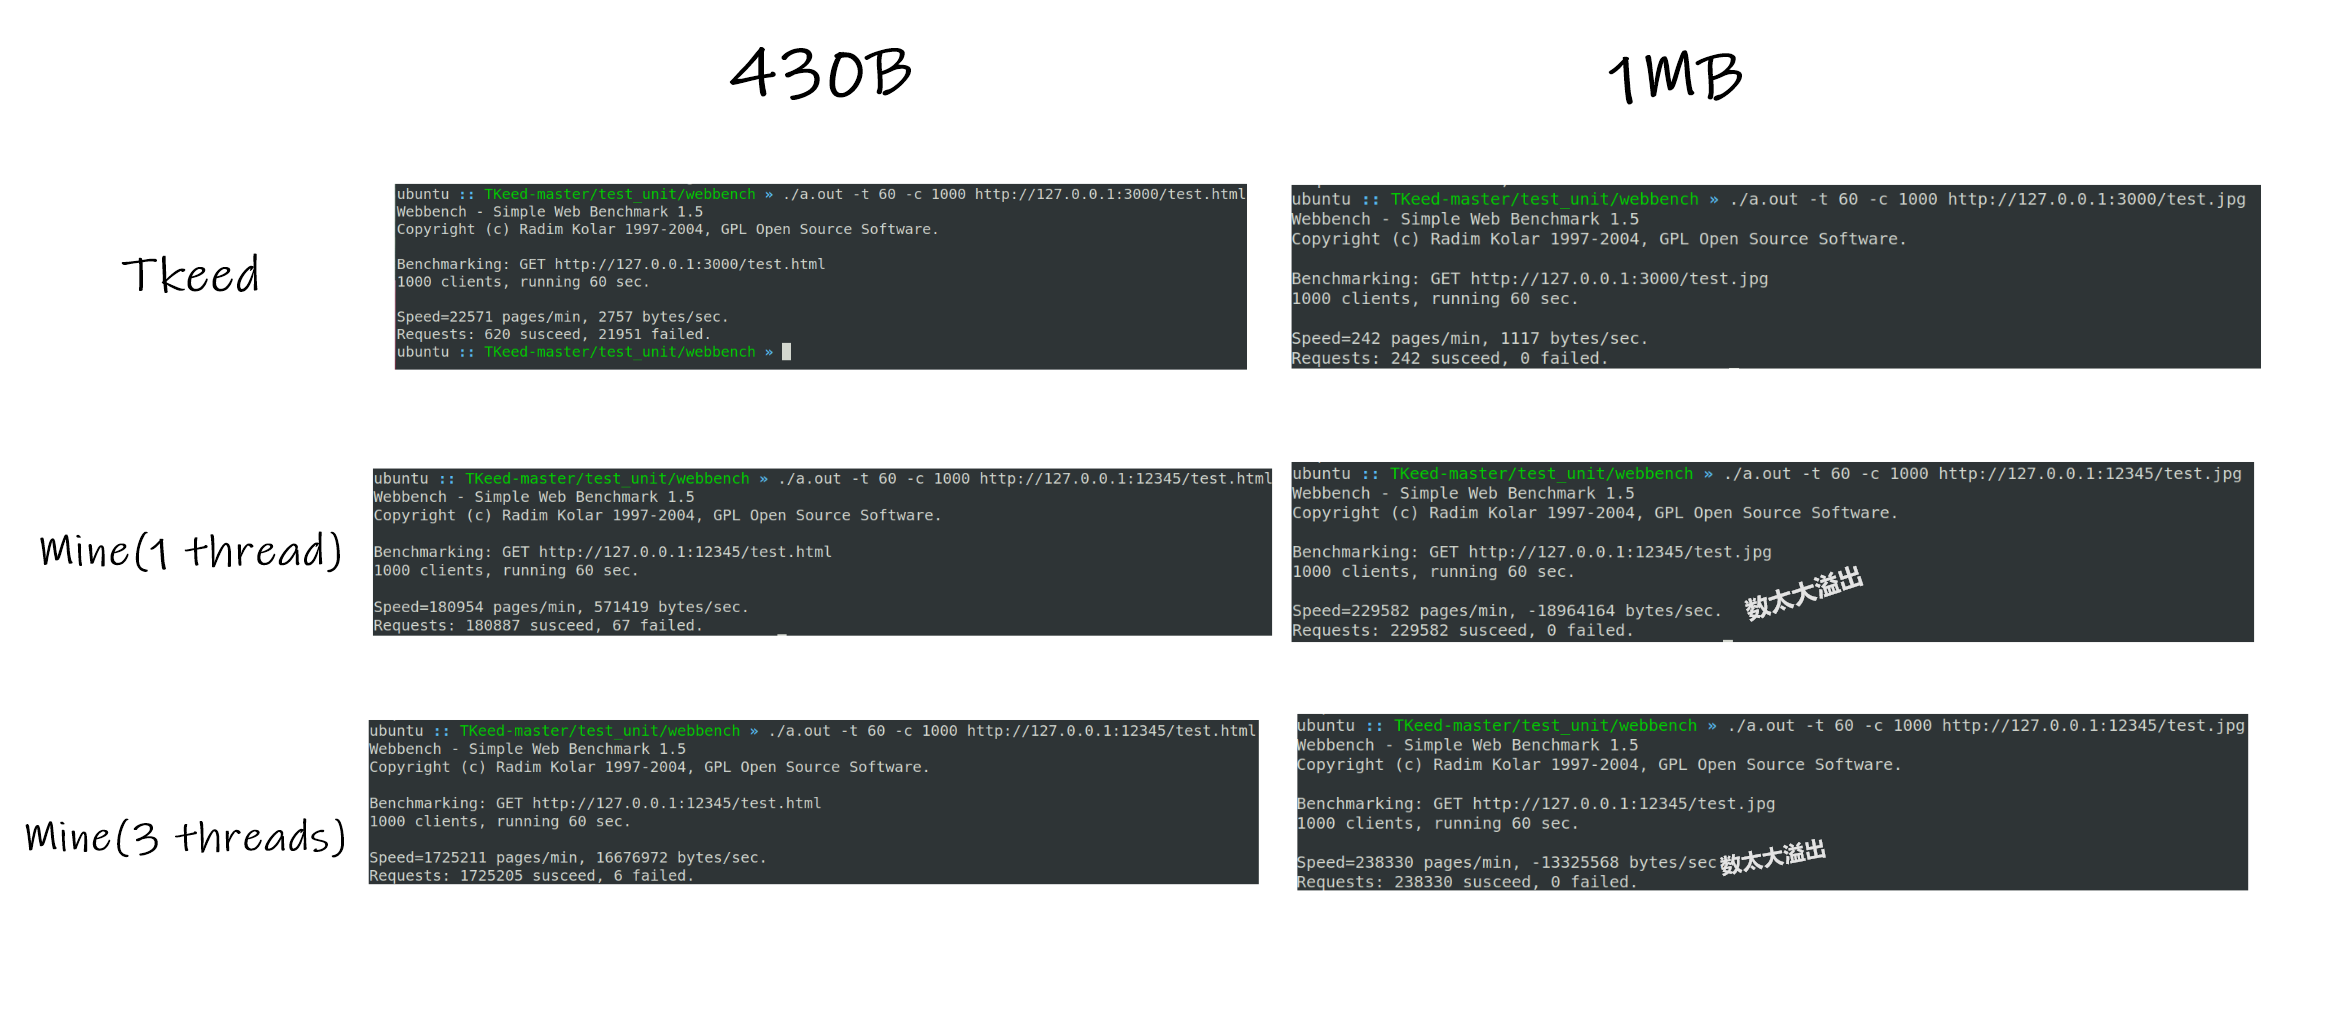 430B
1MB
Tkeed
ubuntu :: TKeed-master/test_unit/webbench » ./a.out -t 60 -c 1000 http://127.0.0.1:3000/test.html
Webbench - Simple Web Benchmark 1.5
Copyright (c) Radim Kolar 1997-2004, GPL Open Source Software.
Benchmarking: GET http://127.0.0.1:3000/test.html
1000 clients, running 60 sec.
Speed=22571 pages/min, 2757 bytes/sec.
Requests: 620 susceed, 21951 failed.
ubuntu :: TKeed-master/test_unit/webbench »
ubuntu :: TKeed-master/test_unit/webbench » ./a.out -t 60 -c 1000 http://127.0.0.1:3000/test.jpg
Webbench - Simple Web Benchmark 1.5
Copyright (c) Radim Kolar 1997-2004, GPL Open Source Software.
Benchmarking: GET http://127.0.0.1:3000/test.jpg
1000 clients, running 60 sec.
Speed=242 pages/min, 1117 bytes/sec.
Requests: 242 susceed, 0 failed.
Mine(1 thread)
ubuntu :: TKeed-master/test_unit/webbench » ./a.out -t 60 -c 1000 http://127.0.0.1:12345/test.html
Webbench - Simple Web Benchmark 1.5
Copyright (c) Radim Kolar 1997-2004, GPL Open Source Software.
Benchmarking: GET http://127.0.0.1:12345/test.html
1000 clients, running 60 sec.
Speed=180954 pages/min, 571419 bytes/sec.
Requests: 180887 susceed, 67 failed.
ubuntu :: TKeed-master/test_unit/webbench » ./a.out -t 60 -c 1000 http://127.0.0.1:12345/test.jpg
Webbench - Simple Web Benchmark 1.5
Copyright (c) Radim Kolar 1997-2004, GPL Open Source Software.
Benchmarking: GET http://127.0.0.1:12345/test.jpg
1000 clients, running 60 sec.
Speed=229582 pages/min, -18964164 bytes/sec.
数太大溢出
Requests: 229582 susceed, 0 failed.
Mine(3 threads)
ubuntu :: TKeed-master/test_unit/webbench » ./a.out -t 60 -c 1000 http://127.0.0.1:12345/test.html
Webbench - Simple Web Benchmark 1.5
Copyright (c) Radim Kolar 1997-2004, GPL Open Source Software.
Benchmarking: GET http://127.0.0.1:12345/test.html
1000 clients, running 60 sec.
Speed=1725211 pages/min, 16676972 bytes/sec.
Requests: 1725205 susceed, 6 failed.
ubuntu :: TKeed-master/test_unit/webbench » ./a.out -t 60 -c 1000 http://127.0.0.1:12345/test.jpg
Webbench - Simple Web Benchmark 1.5
Copyright (c) Radim Kolar 1997-2004, GPL Open Source Software.
Benchmarking: GET http://127.0.0.1:12345/test.jpg
1000 clients, running 60 sec.
Speed=238330 pages/min, -13325568 bytes/sec
数太大溢出
Requests: 238330 susceed, 0 failed.